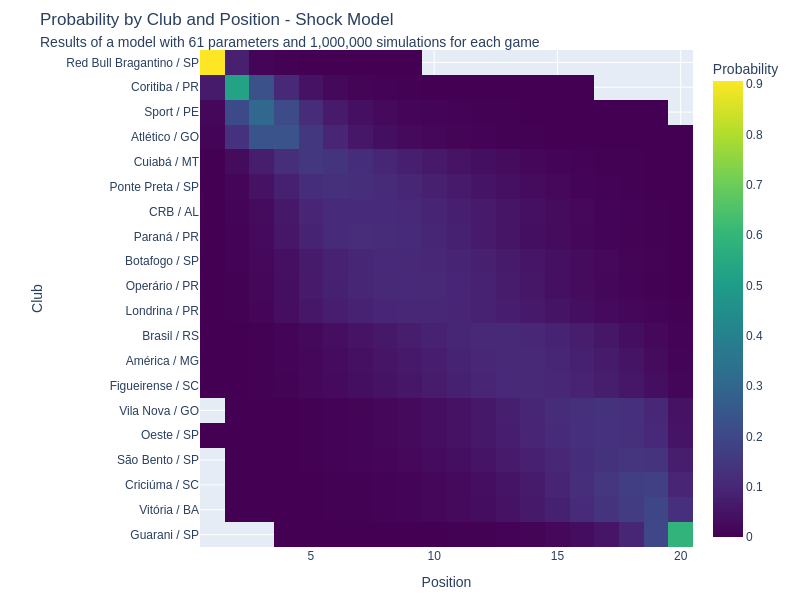 Probability by Club and Position - Shock Model
Results of a model with 61 parameters and 1,000,000 simulations for each game
Probability
Club
Red Bull Bragantino / SP
Coritiba / PR
Sport / PE
Atlético / GO
Cuiabá / MT
Ponte Preta / SP
CRB / AL
Paraná / PR
Botafogo / SP
Operário / PR
Londrina / PR
Brasil / RS
América / MG
Figueirense / SC
Vila Nova / GO
Oeste / SP
São Bento / SP
Criciúma / SC
Vitória / BA
Guarani / SP
0.9
0.8
0.7
0.6
0.5
0.4
0.3
0.2
0.1
0
5
10
15
20
Position